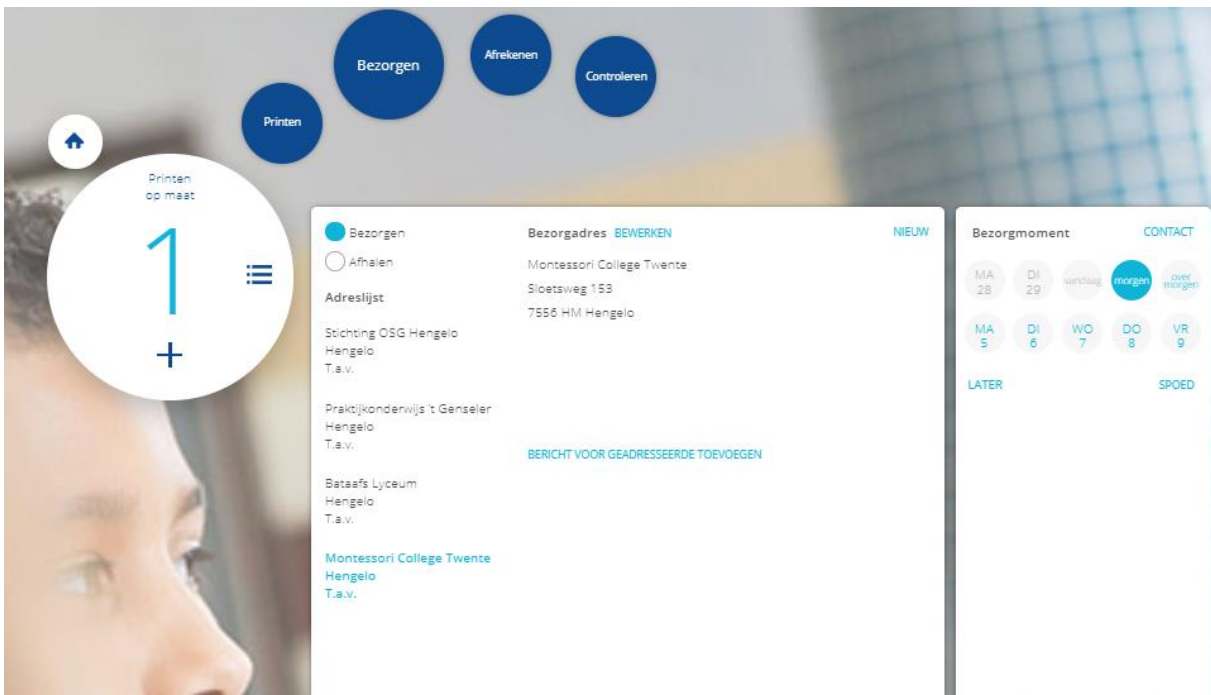 Bezorgen
Afrekenen
Controleren
Printen
Printen
op maat
1
Bezorgen
Afhalen
Adreslijst
Stichting OSG Hengelo
Hengelo
T.a.v.
Praktijkonderwijs 't Genseler
Hengelo
T.a.v.
Bataafs Lyceum
Hengelo
T.a.v.
Montessori College Twente
Hengelo
T.a.v.
Bezorgadres BEWERKEN
NIEUW
Montessori College Twente
Sloetsweg 153
7556 HM Hengelo
BERICHT VOOR GEADRESSEERDE TOEVOEGEN
Bezorgmoment
CONTACT
MA
28
DI
29
vandaag
morgen
over
morgen
MA
5
DI
6
WO
7
DO
8
VR
9
LATER
SPOED